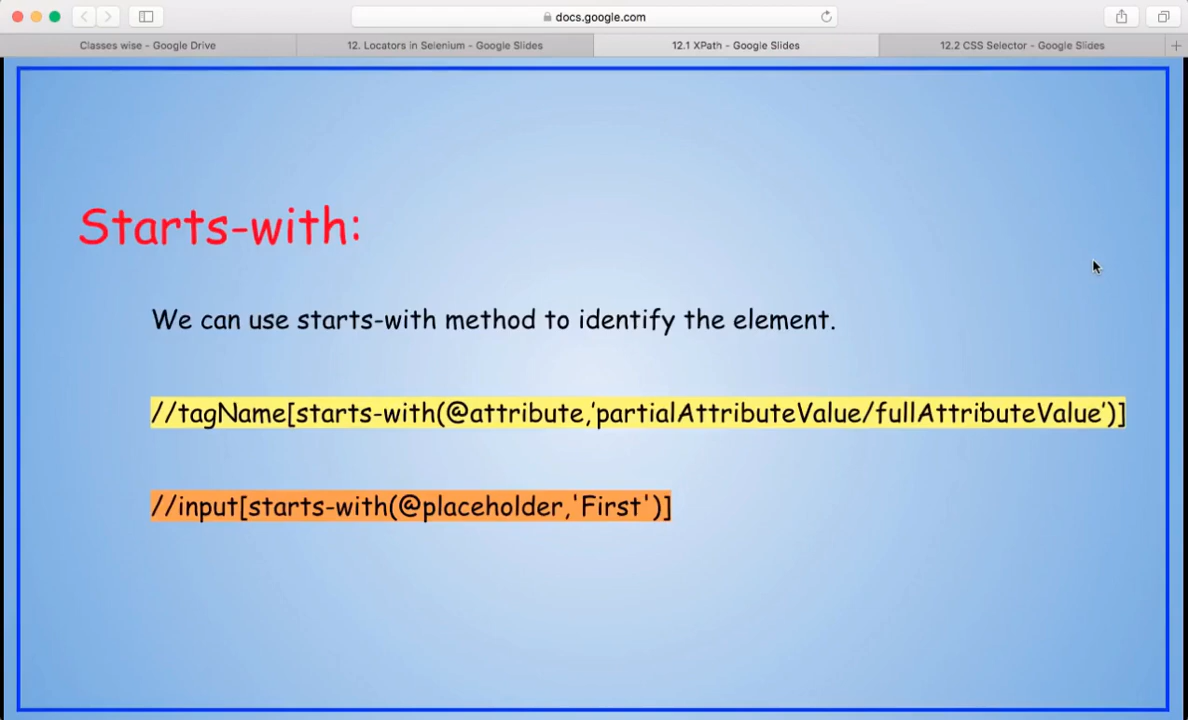 docs.google.com
Classes wise - Google Drive
12. Locators in Selenium - Google Slides
12.1 XPath - Google Slides
12.2 CSS Selector - Google Slides
Starts-with:
We can use starts-with method to identify the element.
//tagName[starts-with(@attribute,'partialAttributeValue/fullAttributeValue')]
//input[starts-with(@placeholder,'First')]